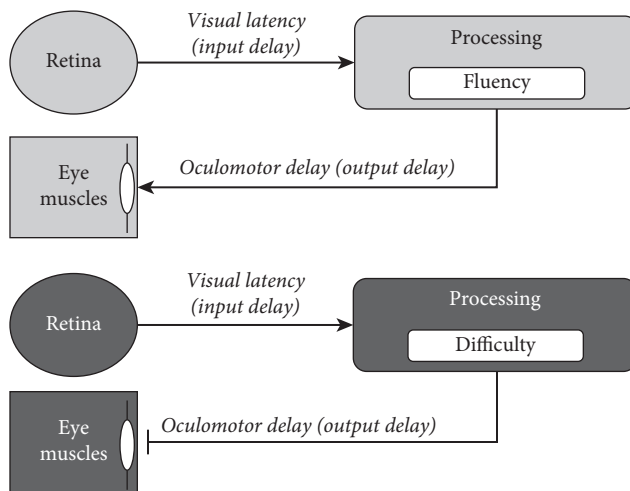 Visual latency
(input delay)
Retina
Processing
Fluency
Oculomotor delay (output delay)
Eye
muscles
Visual latency
(input delay)
Retina
Processing
Difficulty
Oculomotor delay (output delay)
Eye
muscles